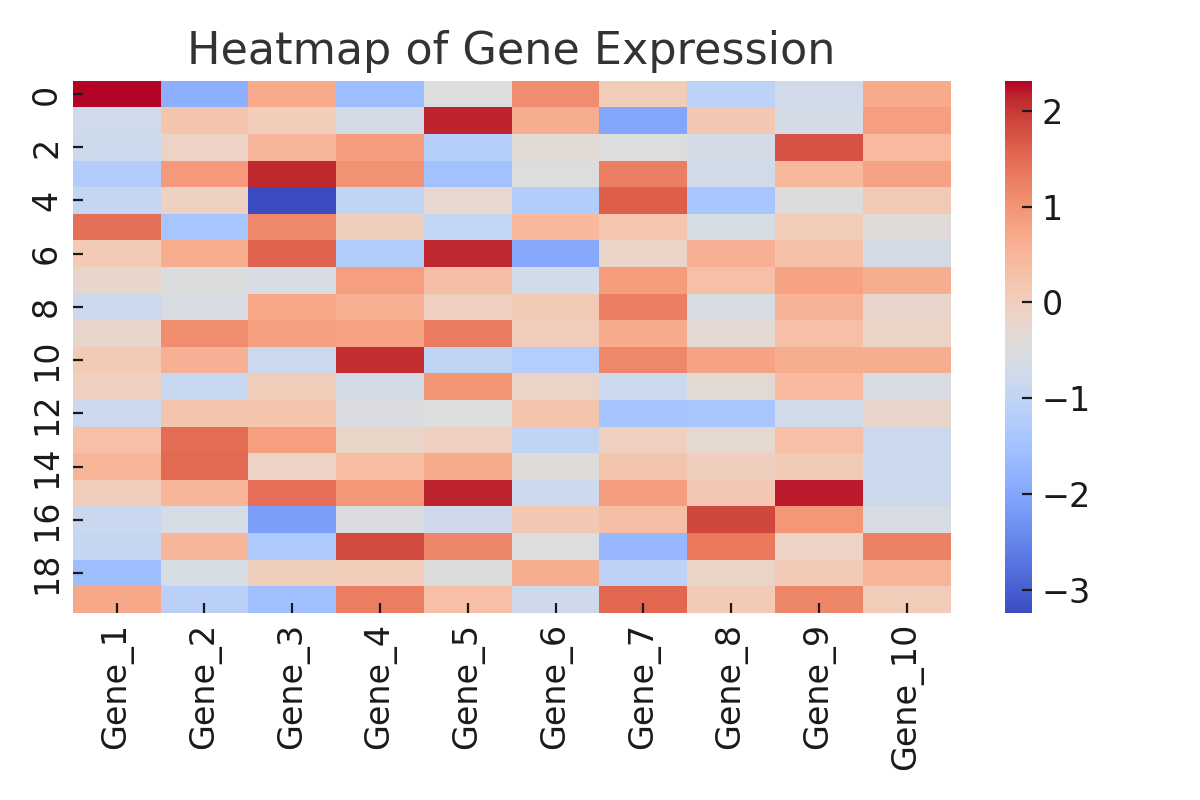 Heatmap of Gene Expression
0
2
4
6
8
10
12
14
16
18
Gene_1
Gene_2
Gene_3
Gene_4
Gene_5
Gene_6
Gene_7
Gene_8
Gene_9
Gene_10
2
1
0
−1
−2
−3